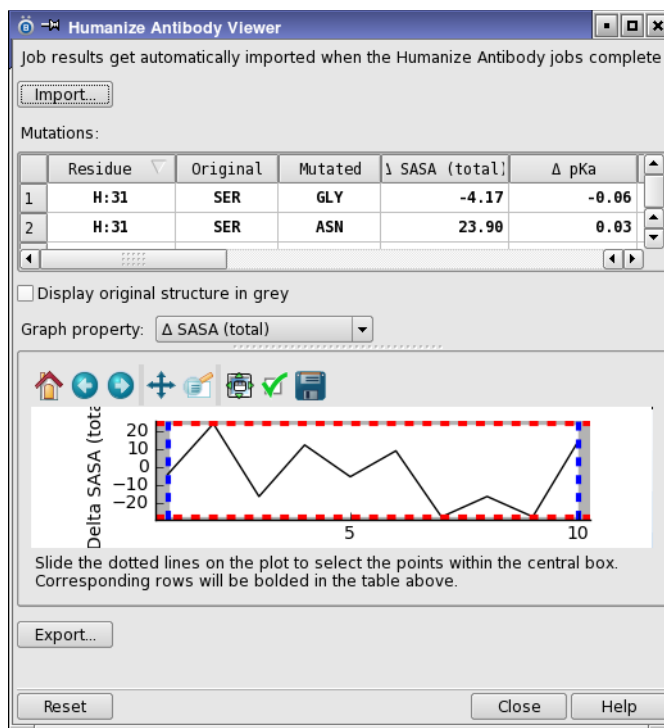 Humanize Antibody Viewer
Job results get automatically imported when the Humanize Antibody jobs complete
Import...
Mutations:
Residue Original Mutated Δ SASA (total) Δ pKa
1 H:31 SER GLY -4.17 -0.06
2 H:31 SER ASN 23.90 0.03
Display original structure in grey
Graph property: Δ SASA (total)
Delta SASA (tota
20
10
0
−10
−20
5 10
Slide the dotted lines on the plot to select the points within the central box.
Corresponding rows will be bolded in the table above.
Export...
Reset Close Help